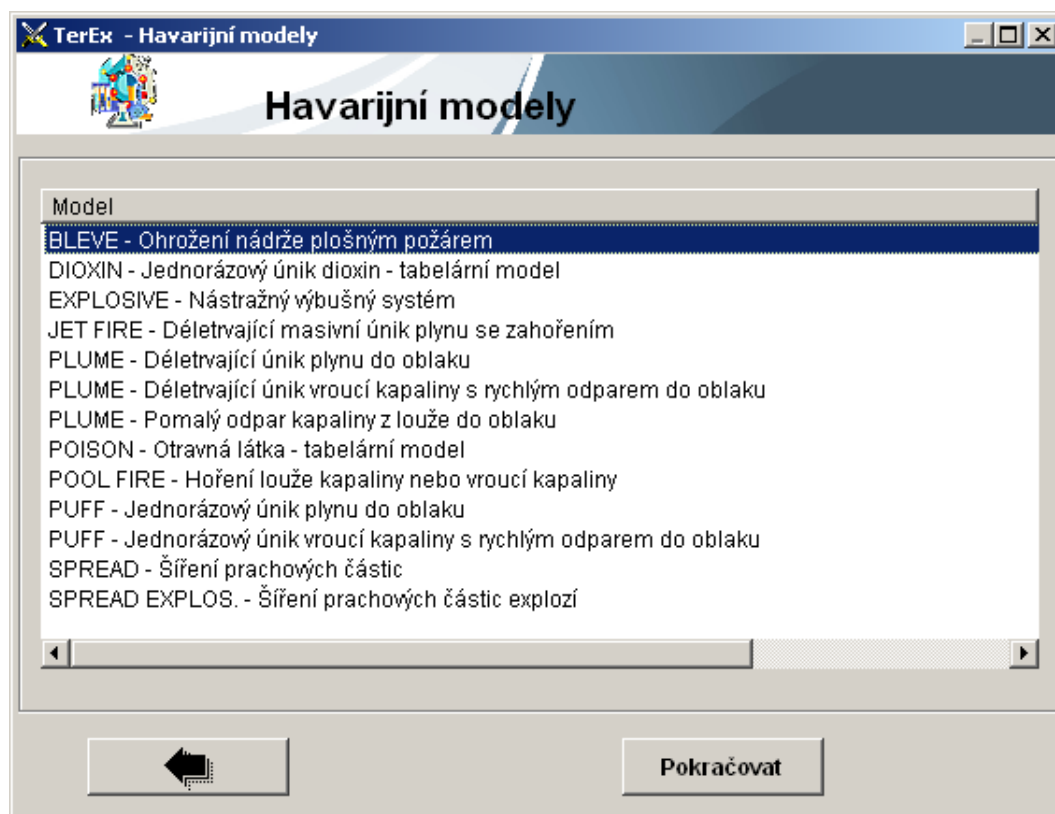 TerEx - Havarijní modely
Havarijní modely
Model
BLEVE - Ohrožení nádrže plošným požárem
DIOXIN - Jednorázový únik dioxin - tabelární model
EXPLOSIVE - Nástražný výbušný systém
JET FIRE - Déletrvající masivní únik plynu se zahořením
PLUME - Déletrvající únik plynu do oblaku
PLUME - Déletrvající únik vroucí kapaliny s rychlým odparem do oblaku
PLUME - Pomalý odpar kapaliny z louže do oblaku
POISON - Otravná látka - tabelární model
POOL FIRE - Hoření louže kapaliny nebo vroucí kapaliny
PUFF - Jednorázový únik plynu do oblaku
PUFF - Jednorázový únik vroucí kapaliny s rychlým odparem do oblaku
SPREAD - Šíření prachových částic
SPREAD EXPLOS. - Šíření prachových částic explozí
Pokračovat